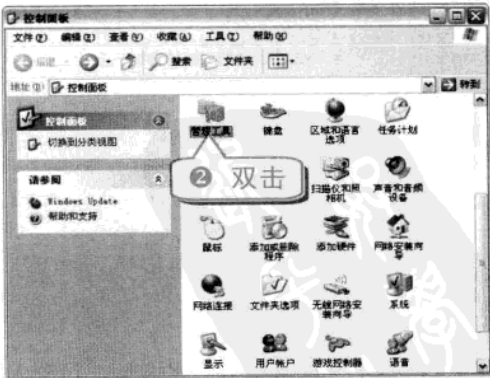 控制面板
文件(F) 编辑(E) 查看(V) 收藏(A) 工具(T) 帮助(H)
后退 搜索 文件夹
地址(D) 控制面板 转到
控制面板
切换到分类视图
请参阅
Windows Update
帮助和支持
管理工具 键盘 区域和语言选项 任务计划
❷ 双击
扫描仪和照相机 声音和音频设备
鼠标 添加或删除程序 添加硬件 网络安装向导
网络连接 文件夹选项 无线网络安装向导 系统
显示 用户帐户 游戏控制器 语音